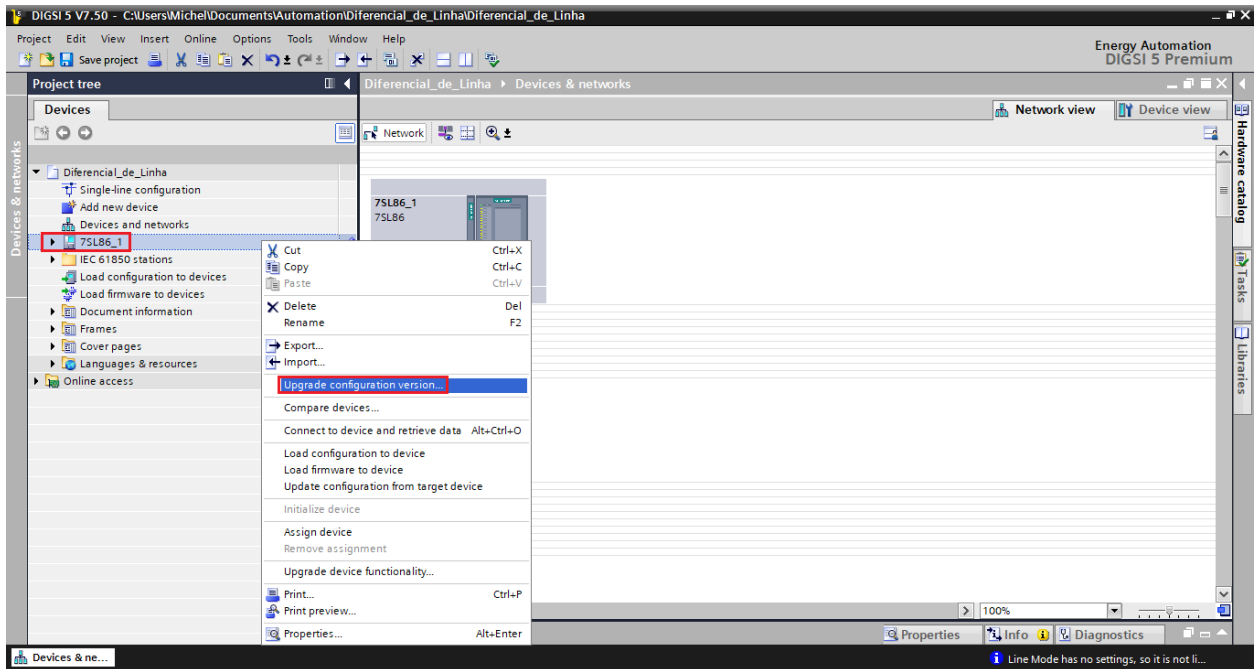 DIGSI 5 V7.50 - C:\Users\Michel\Documents\Automation\Diferencial_de_Linha\Diferencial_de_Linha
Project Edit View Insert Online Options Tools Window Help
Save project
Energy Automation
DIGSI 5 Premium
Project tree
Diferencial_de_Linha Devices & networks
Devices
Network view
Device view
Network
Devices & networks
Diferencial_de_Linha
Single-line configuration
Add new device
Devices and networks
7SL86_1
IEC 61850 stations
Load configuration to devices
Load firmware to devices
Document information
Frames
Cover pages
Languages & resources
Online access
7SL86_1
7SL86
Cut Ctrl+X
Copy Ctrl+C
Paste Ctrl+V
Delete Del
Rename F2
Export...
Import...
Upgrade configuration version...
Compare devices...
Connect to device and retrieve data Alt+Ctrl+O
Load configuration to device
Load firmware to device
Update configuration from target device
Initialize device
Assign device
Remove assignment
Upgrade device functionality...
Print... Ctrl+P
Print preview...
Properties... Alt+Enter
Hardware catalog
Tasks
Libraries
100%
Properties
Info
Diagnostics
Devices & ne...
Line Mode has no settings, so it is not li...